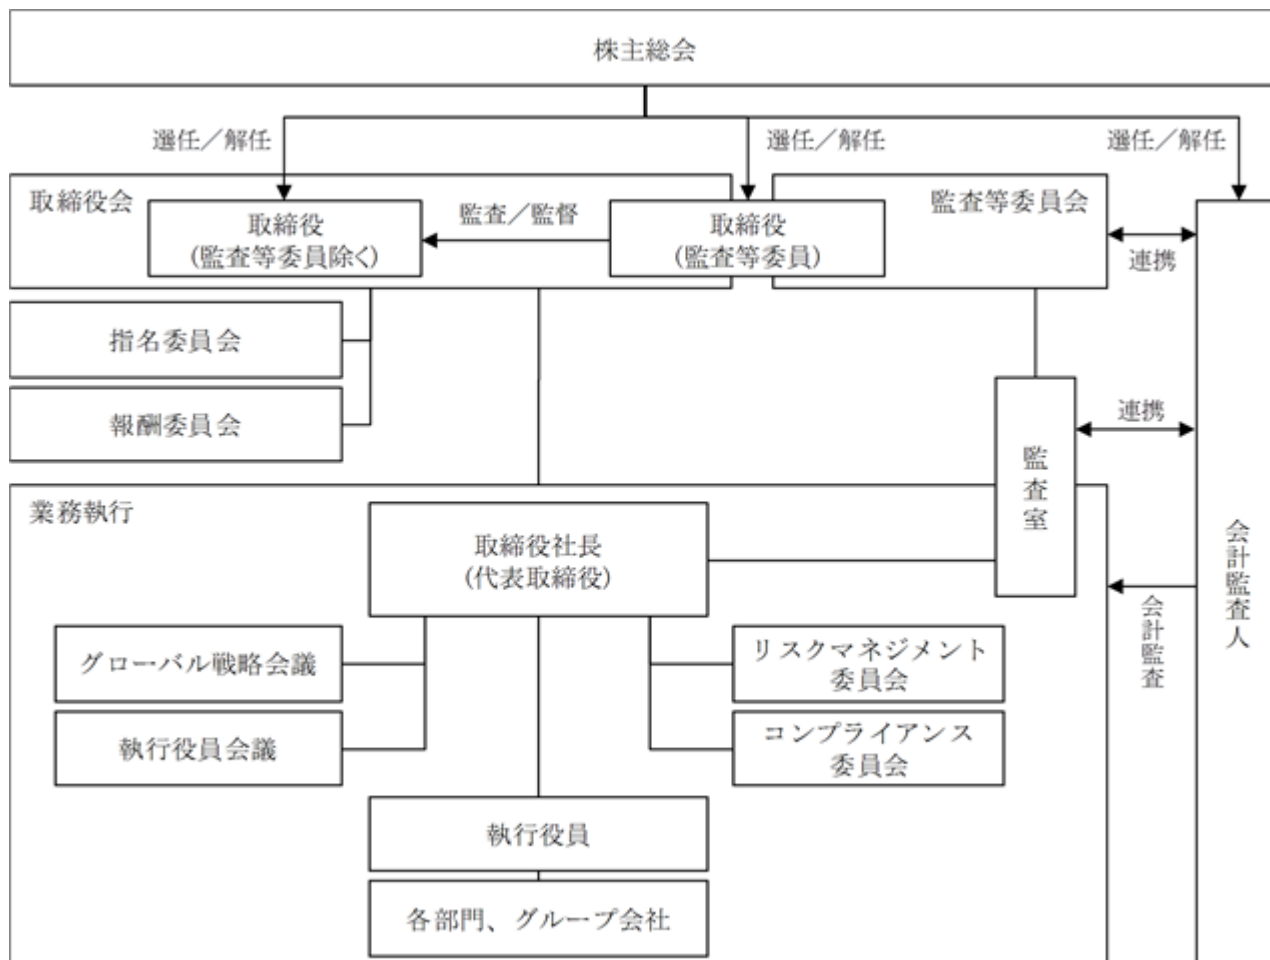 株主総会
選任／解任
選任／解任
選任／解任
取締役会
取締役
(監査等委員除く)
監査／監督
取締役
(監査等委員)
監査等委員会
連携
指名委員会
報酬委員会
連携
監査室
業務執行
取締役社長
(代表取締役)
会計監査人
会計監査
グローバル戦略会議
リスクマネジメント
委員会
執行役員会議
コンプライアンス
委員会
執行役員
各部門、グループ会社